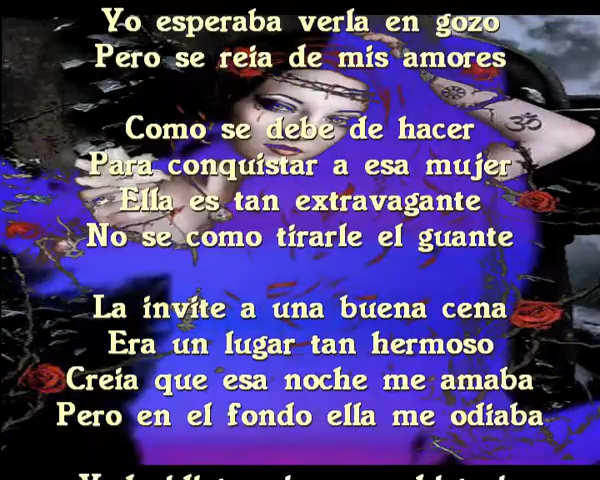 Yo esperaba verla en gozo
Pero se reia de mis amores
Como se debe de hacer
Para conquistar a esa mujer
Ella es tan extravagante
No se como tirarle el guante
La invite a una buena cena
Era un lugar tan hermoso
Creia que esa noche me amaba
Pero en el fondo ella me odiaba